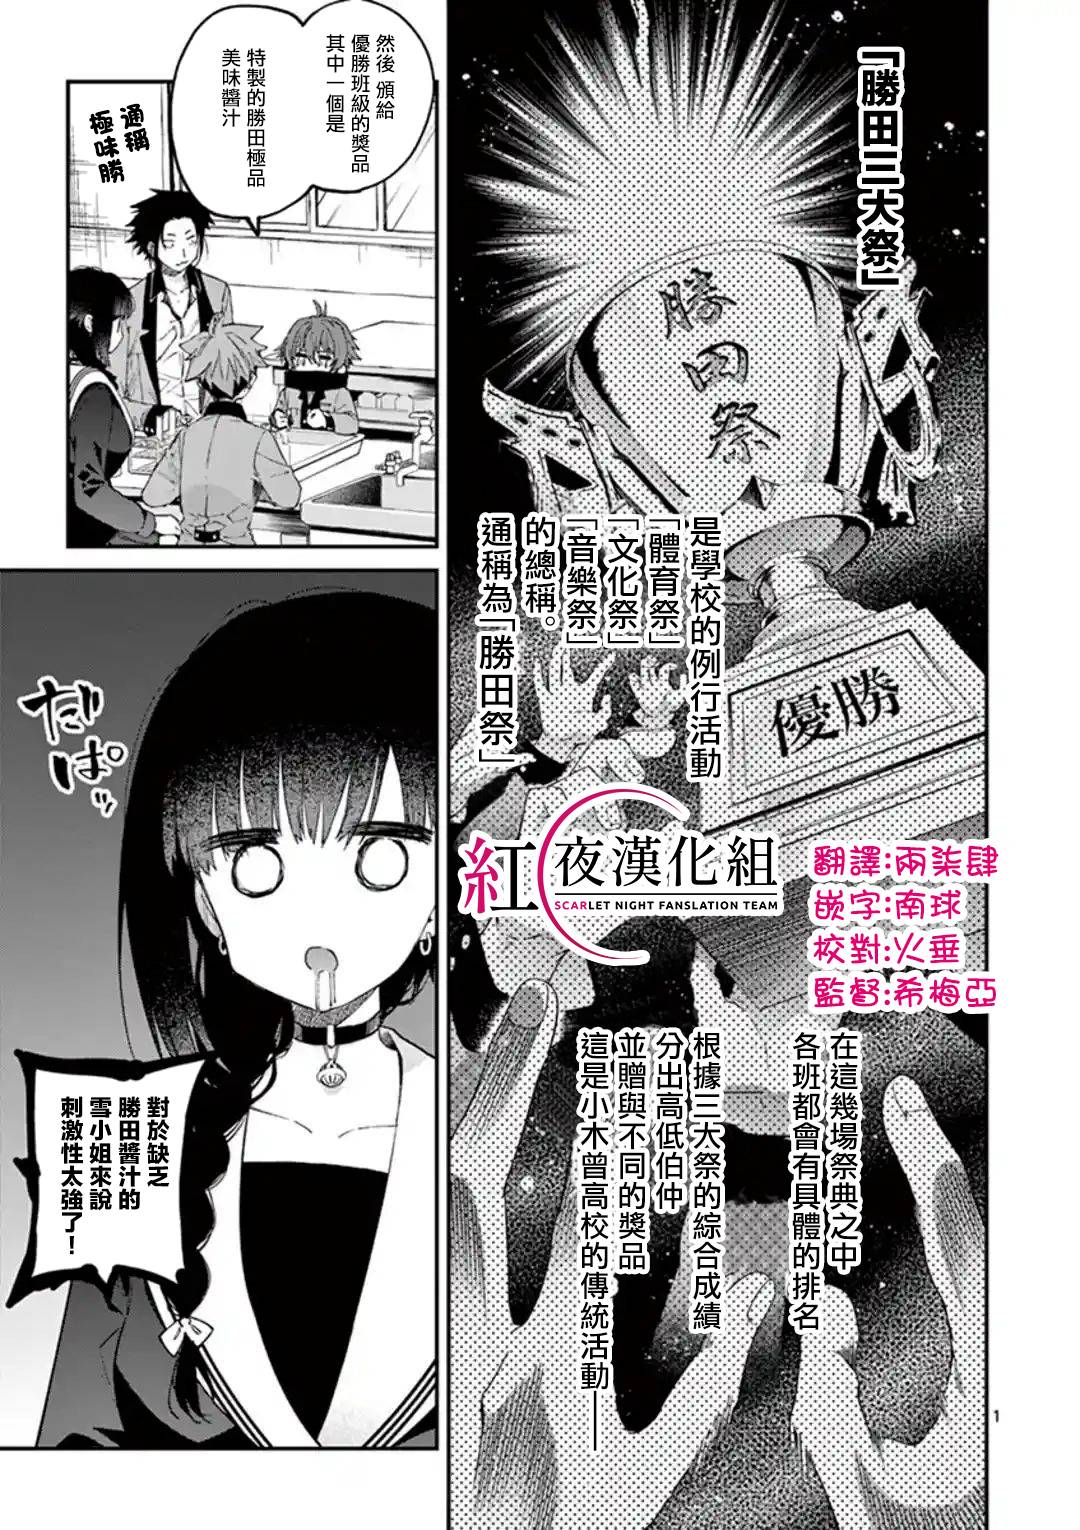 「勝田三大祭」
勝田祭
優勝
是學校的例行活動
「體育祭」
「文化祭」
「音樂祭」
的總稱。
通稱為「勝田祭」
紅夜漢化組
SCARLET NIGHT FANSLATION TEAM
翻譯:兩柒肆
嵌字:南球
校對:火垂
監督:希梅亞
在這幾場祭典之中
各班都會有具體的排名
根據三大祭的綜合成績
分出高低伯仲
並贈與不同的獎品
這是小木曾高校的傳統活動——
1
然後 頒給
優勝班級的獎品
其中一個是
特製的勝田極品
美味醬汁
通稱
極味勝
だぱッ
對於缺乏
勝田醬汁的
雪小姐來說
刺激性太強了!